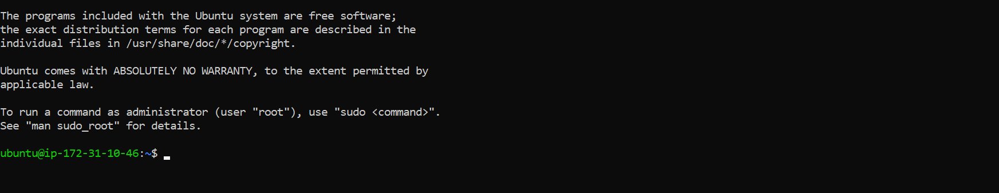 The programs included with the Ubuntu system are free software;
the exact distribution terms for each program are described in the
individual files in /usr/share/doc/*/copyright.
Ubuntu comes with ABSOLUTELY NO WARRANTY, to the extent permitted by
applicable law.
To run a command as administrator (user "root"), use "sudo <command>".
See "man sudo_root" for details.
ubuntu@ip-172-31-10-46:~$